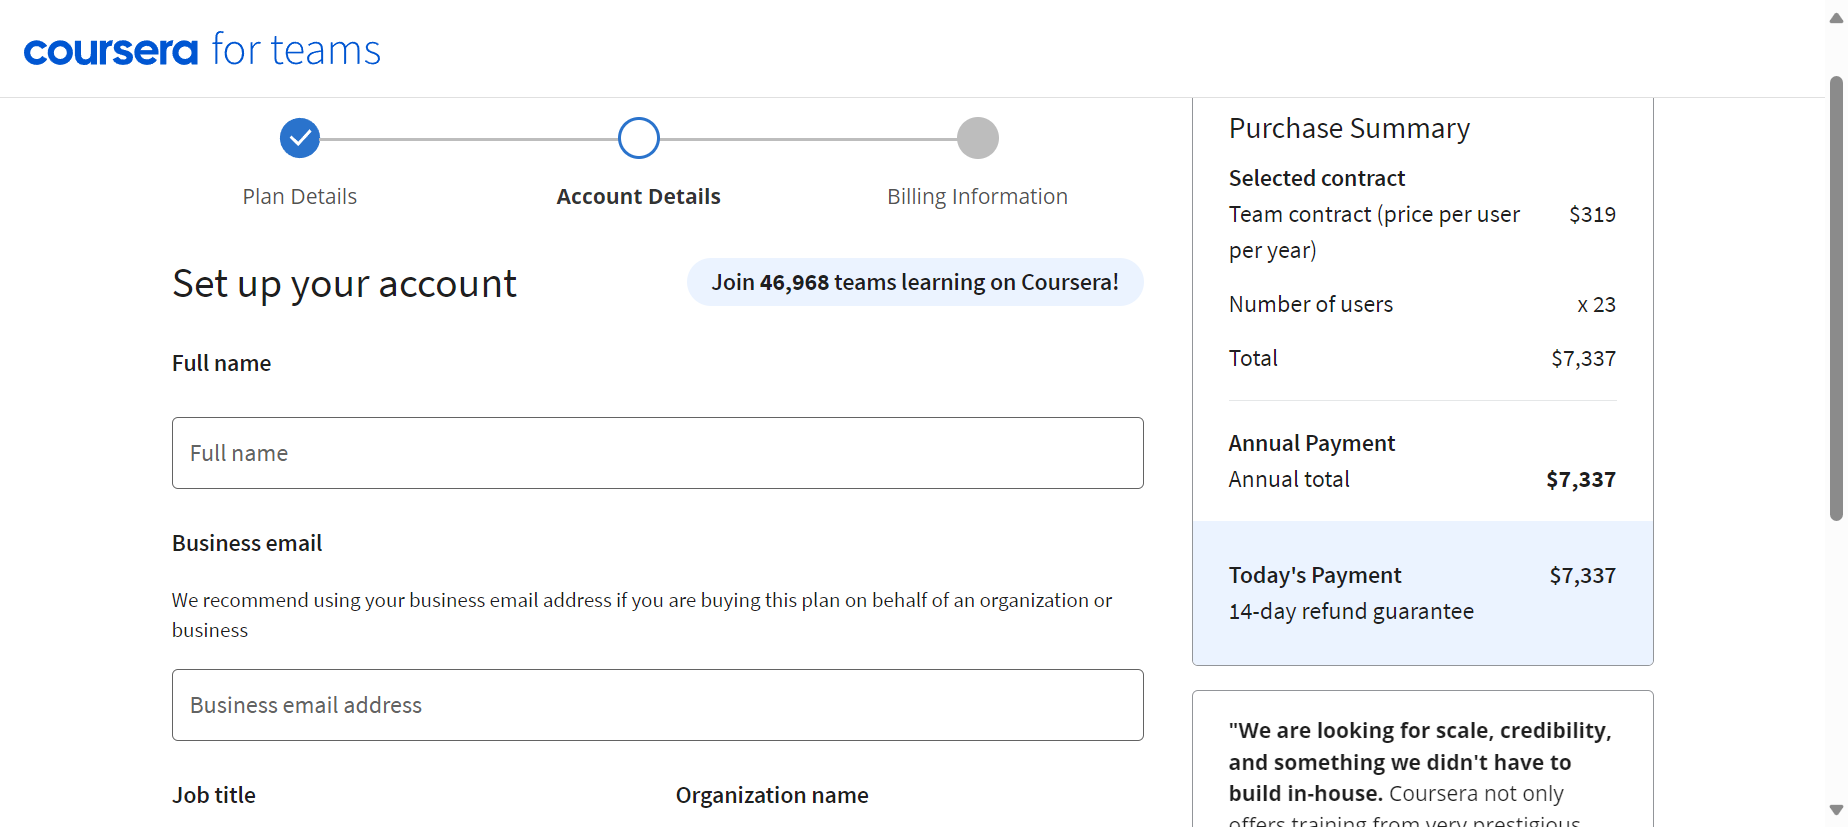 coursera for teams
Plan Details
Account Details
Billing Information
Set up your account
Join 46,968 teams learning on Coursera!
Full name
Full name
Business email
We recommend using your business email address if you are buying this plan on behalf of an organization or
business
Business email address
Job title
Organization name
Purchase Summary
Selected contract
Team contract (price per user $319
per year)
Number of users x 23
Total $7,337
Annual Payment
Annual total $7,337
Today's Payment $7,337
14-day refund guarantee
"We are looking for scale, credibility,
and something we didn't have to
build in-house. Coursera not only
offers training from very prestigious